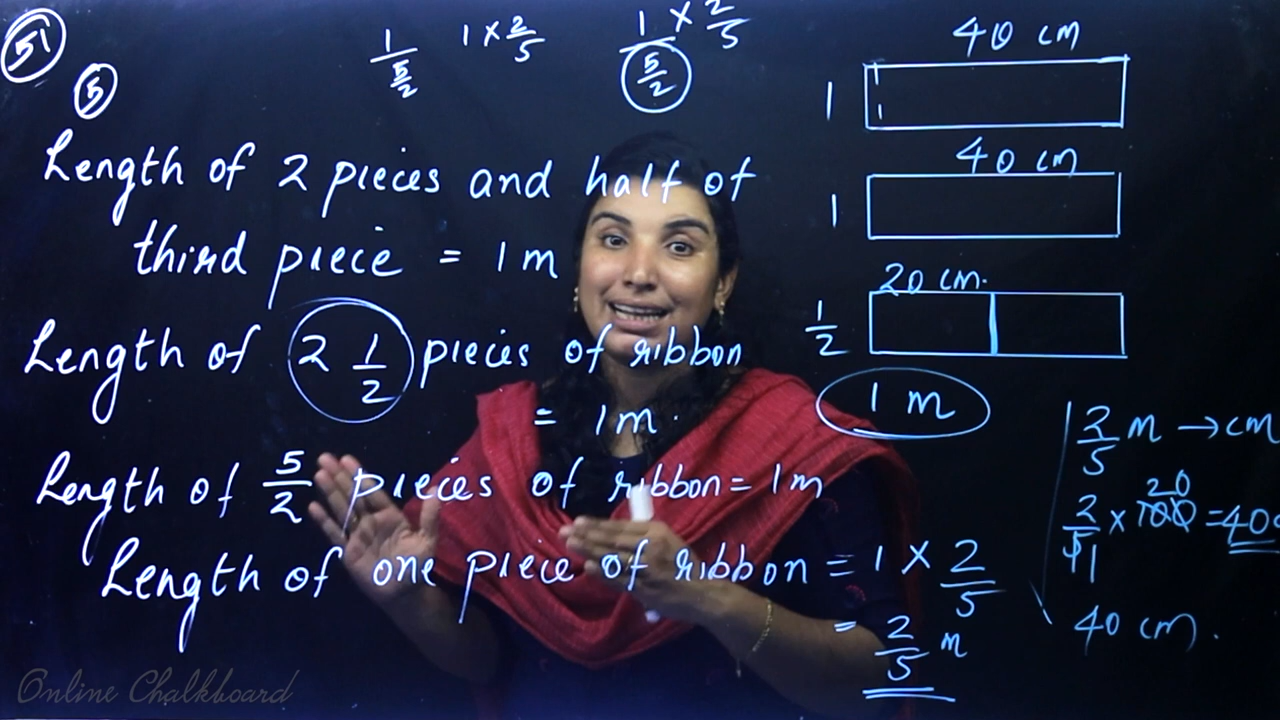 51
5
1 / 5/2
1 × 2/5
1 / 5/2 × 2/5
Length of 2 pieces and half of
third piece = 1 m
Length of 2 1/2 pieces of ribbon
= 1m.
Length of 5/2 pieces of ribbon = 1m
Length of one piece of ribbon = 1 × 2/5
= 2/5 m
40 cm
1
40 cm
1
20 cm.
1/2
1 m
2/5 m → cm
20
2/5 × 100 = 40
1
40 cm.
Online Chalkboard